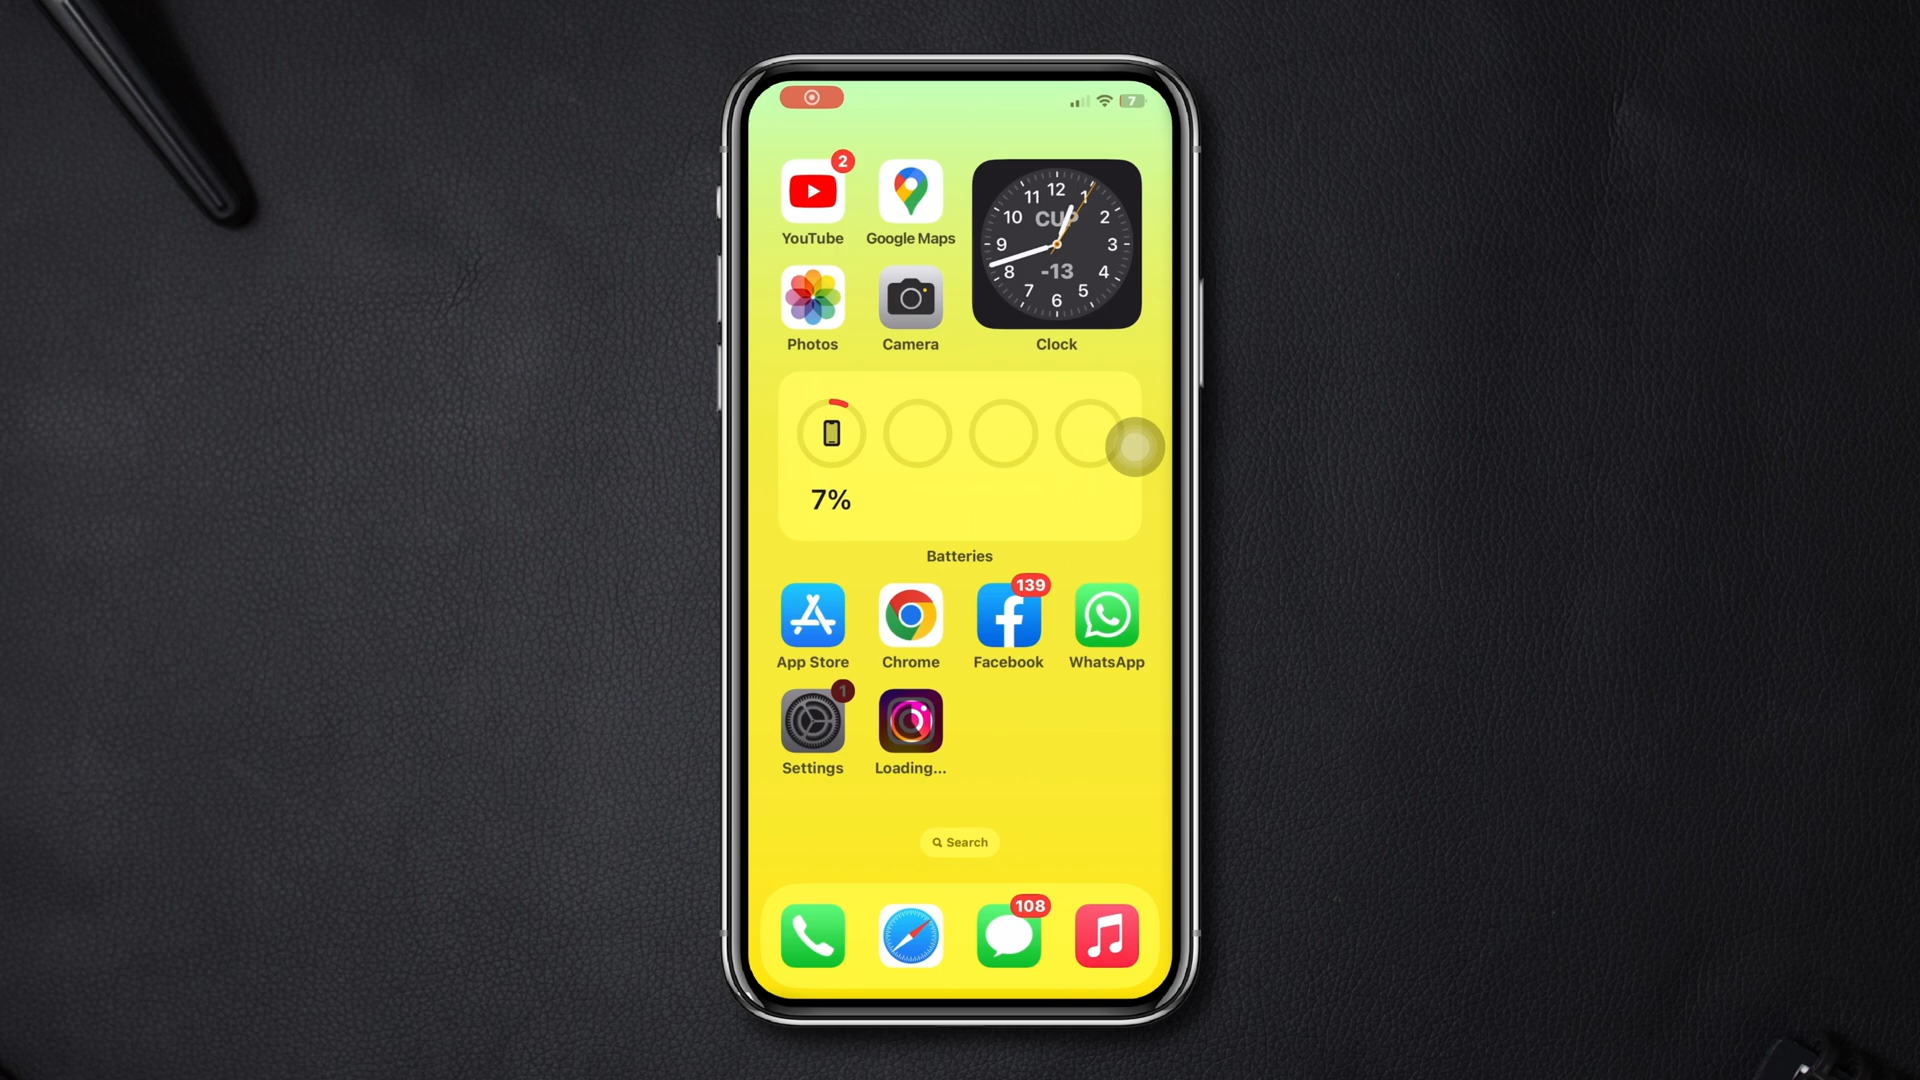 7
2
YouTube
Google Maps
12
1
2
3
4
5
6
7
8
9
10
11
CUP
-13
Photos
Camera
Clock
7%
Batteries
139
App Store
Chrome
Facebook
WhatsApp
1
Settings
Loading...
Search
108